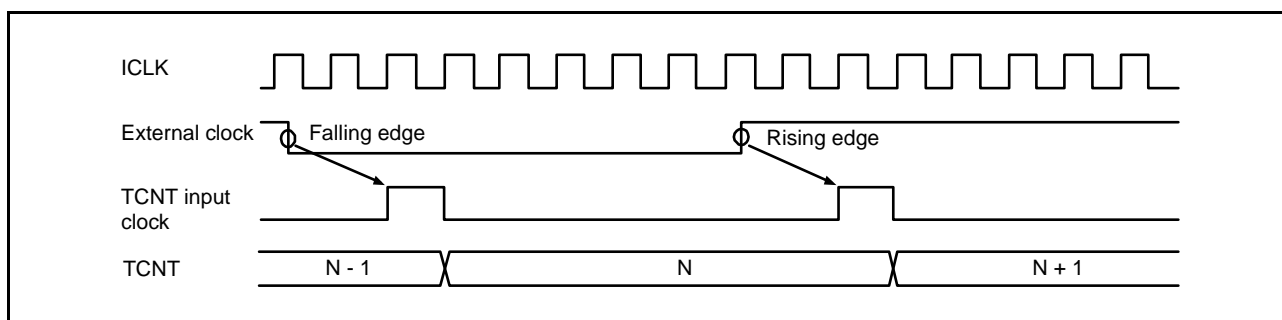 ICLK
External clock
Falling edge
Rising edge
TCNT input
clock
TCNT
N - 1
N
N + 1